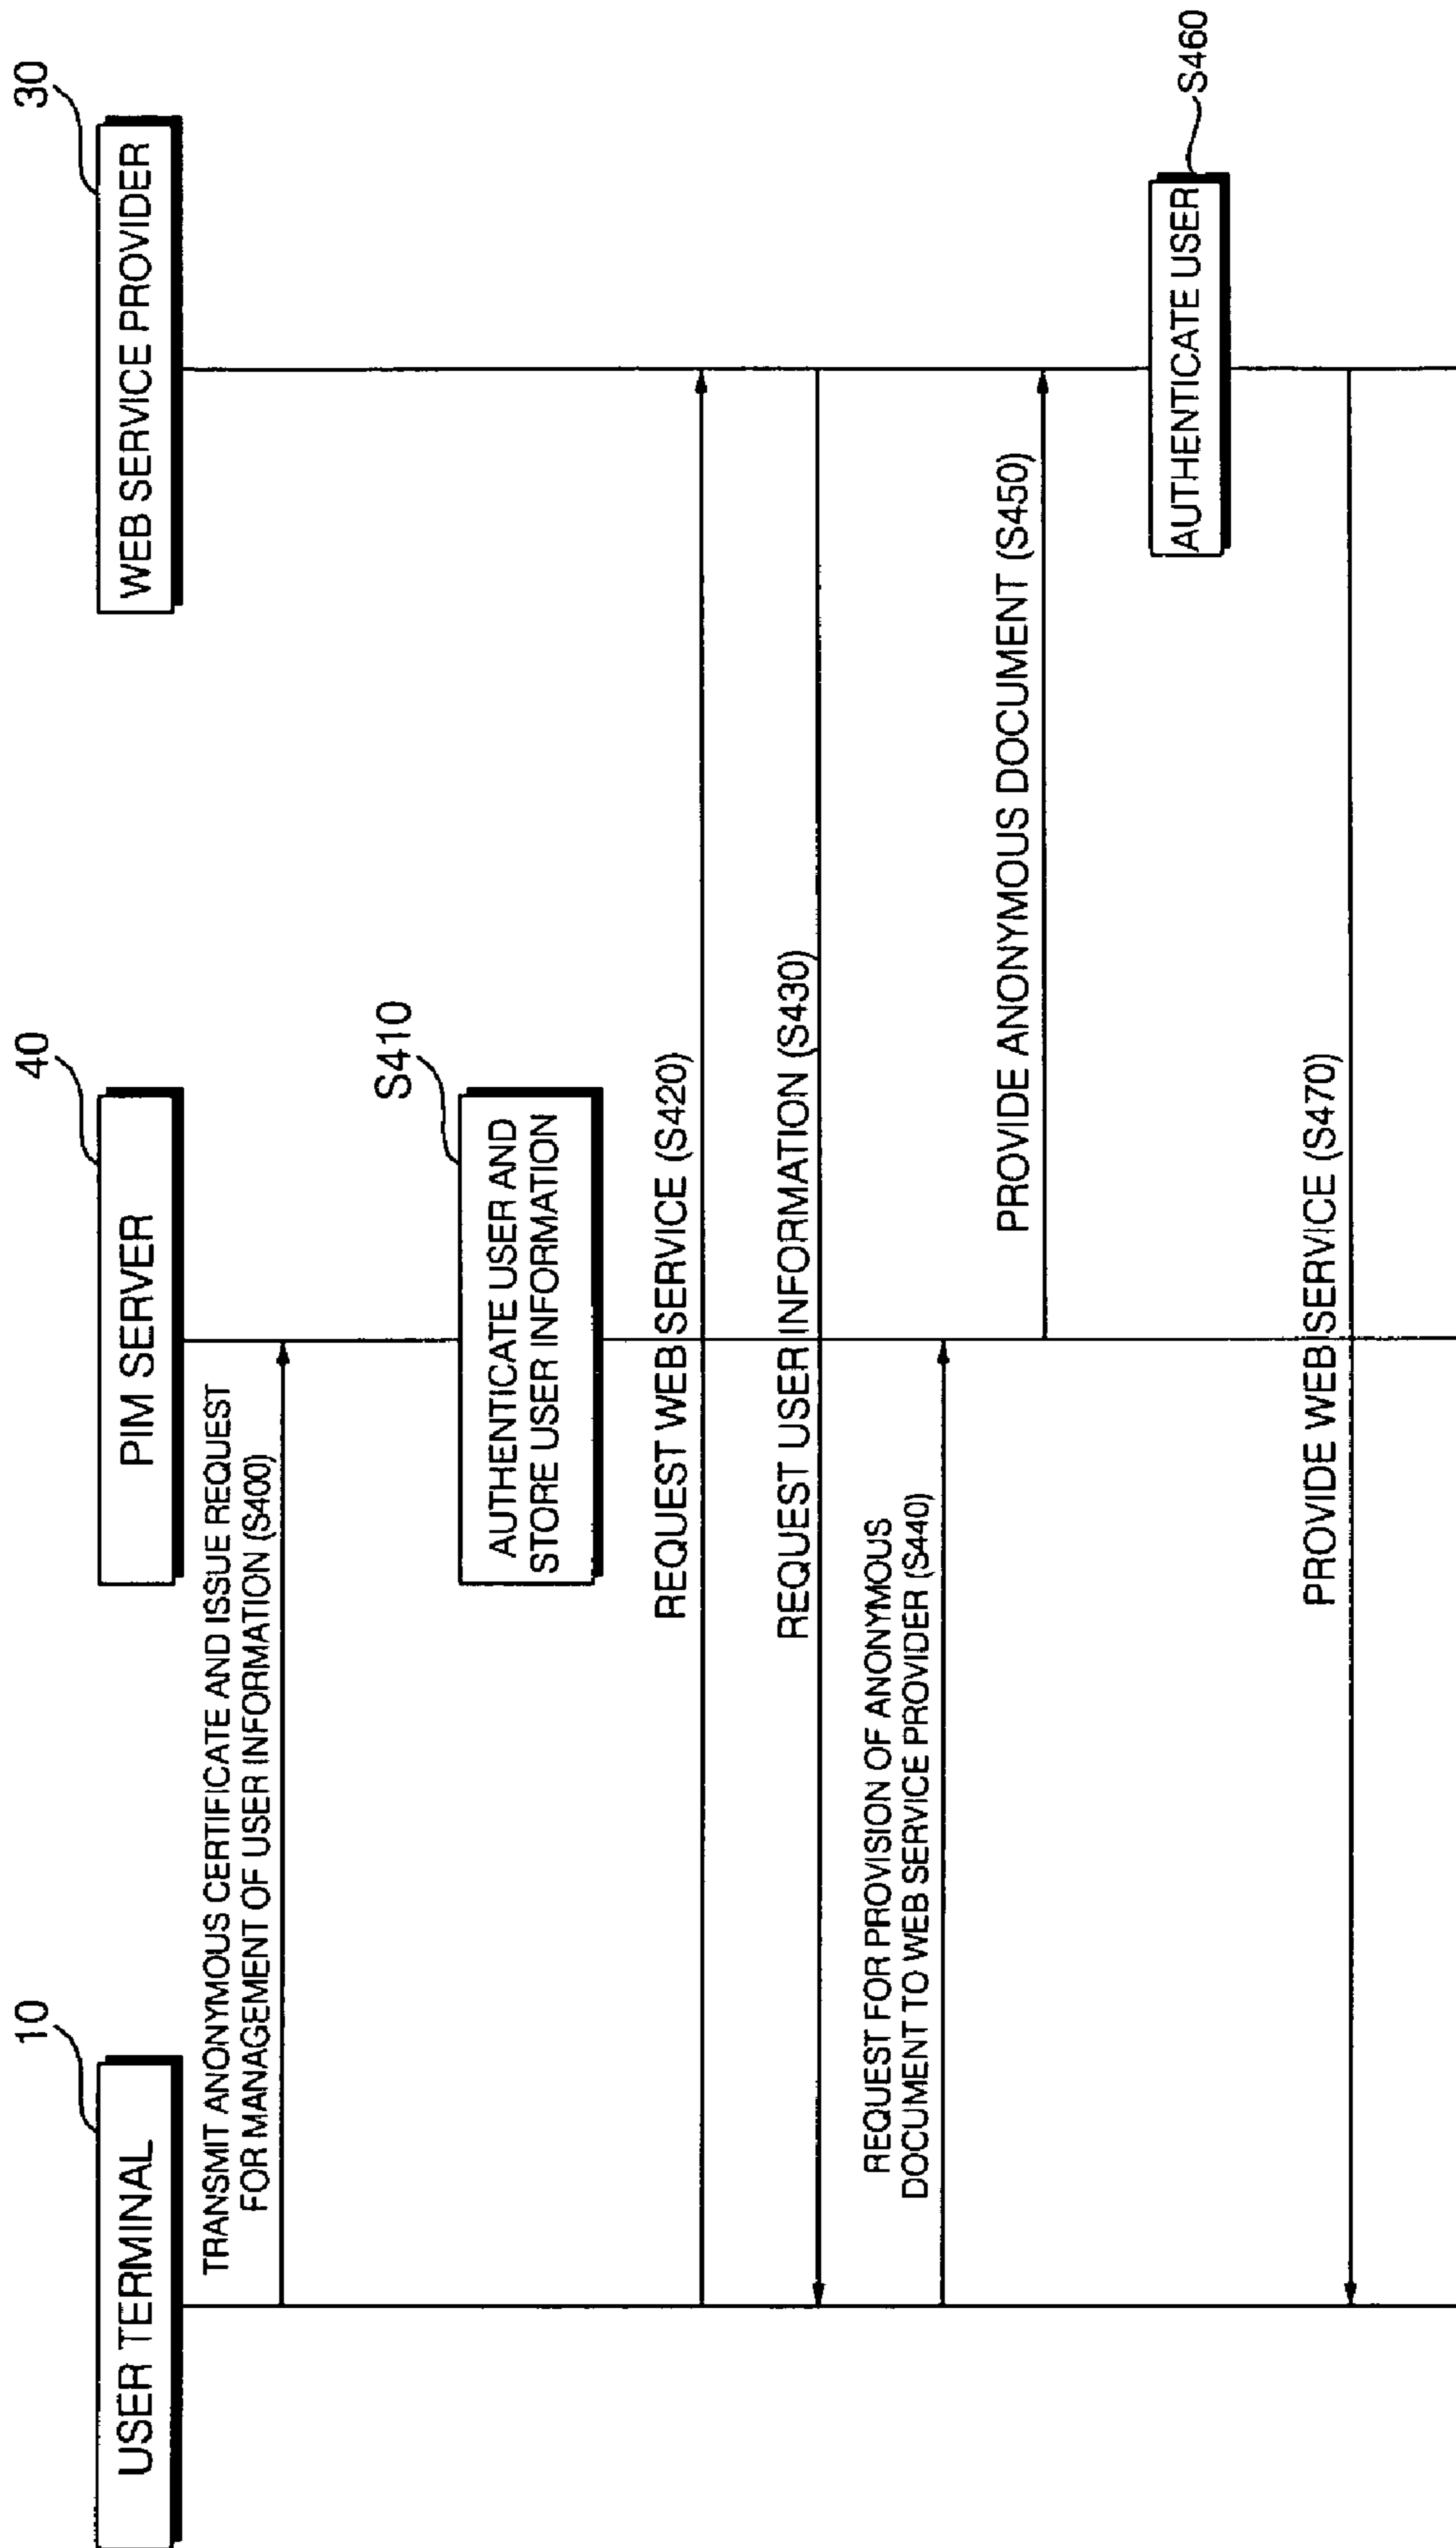 10
40
30
USER TERMINAL
PIM SERVER
WEB SERVICE PROVIDER
TRANSMIT ANONYMOUS CERTIFICATE AND ISSUE REQUEST
FOR MANAGEMENT OF USER INFORMATION (S400)
S410
AUTHENTICATE USER AND
STORE USER INFORMATION
REQUEST WEB SERVICE (S420)
REQUEST USER INFORMATION (S430)
REQUEST FOR PROVISION OF ANONYMOUS
DOCUMENT TO WEB SERVICE PROVIDER (S440)
PROVIDE ANONYMOUS DOCUMENT (S450)
AUTHENTICATE USER
S460
PROVIDE WEB SERVICE (S470)